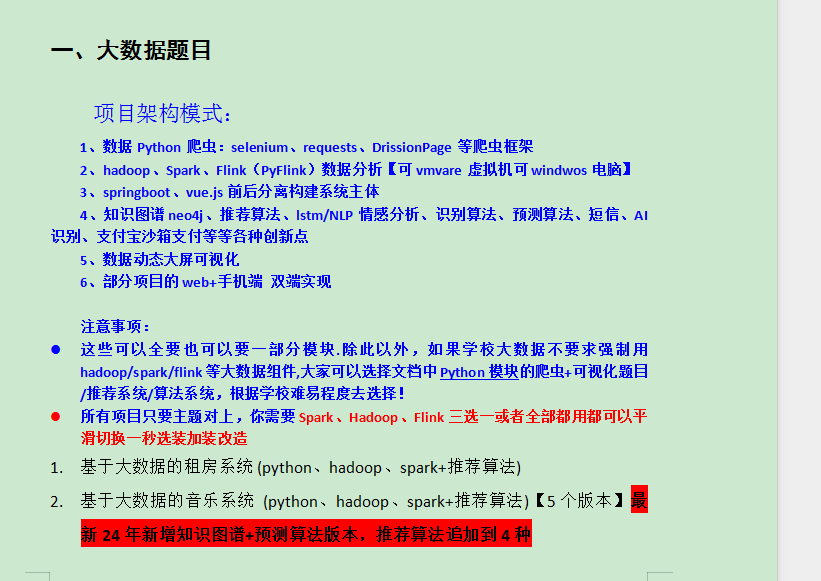 一、大数据题目
项目架构模式：
1、数据 Python 爬虫：selenium、requests、DrissionPage 等爬虫框架
2、hadoop、Spark、Flink（PyFlink）数据分析【可 vmvare 虚拟机可 windwos 电脑】
3、springboot、vue.js 前后分离构建系统主体
4、知识图谱 neo4j、推荐算法、lstm/NLP 情感分析、识别算法、预测算法、短信、AI
识别、支付宝沙箱支付等等各种创新点
5、数据动态大屏可视化
6、部分项目的 web+手机端 双端实现
注意事项：
● 这些可以全要也可以要一部分模块.除此以外，如果学校大数据不要求强制用
hadoop/spark/flink 等大数据组件,大家可以选择文档中 Python 模块的爬虫+可视化题目
/推荐系统/算法系统，根据学校难易程度去选择！
● 所有项目只要主题对上，你需要 Spark、Hadoop、Flink 三选一或者全部都用都可以平
滑切换一秒选装加装改造
1. 基于大数据的租房系统 (python、hadoop、spark+推荐算法)
2. 基于大数据的音乐系统 (python、hadoop、spark+推荐算法)【5 个版本】最
新 24 年新增知识图谱+预测算法版本，推荐算法追加到 4 种